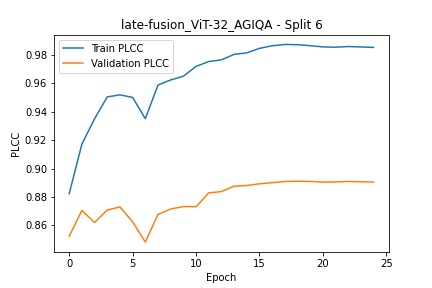 late-fusion_ViT-32_AGIQA - Split 6
Train PLCC
Validation PLCC
0.98
0.96
0.94
0.92
0.90
0.88
0.86
PLCC
0 5 10 15 20 25
Epoch